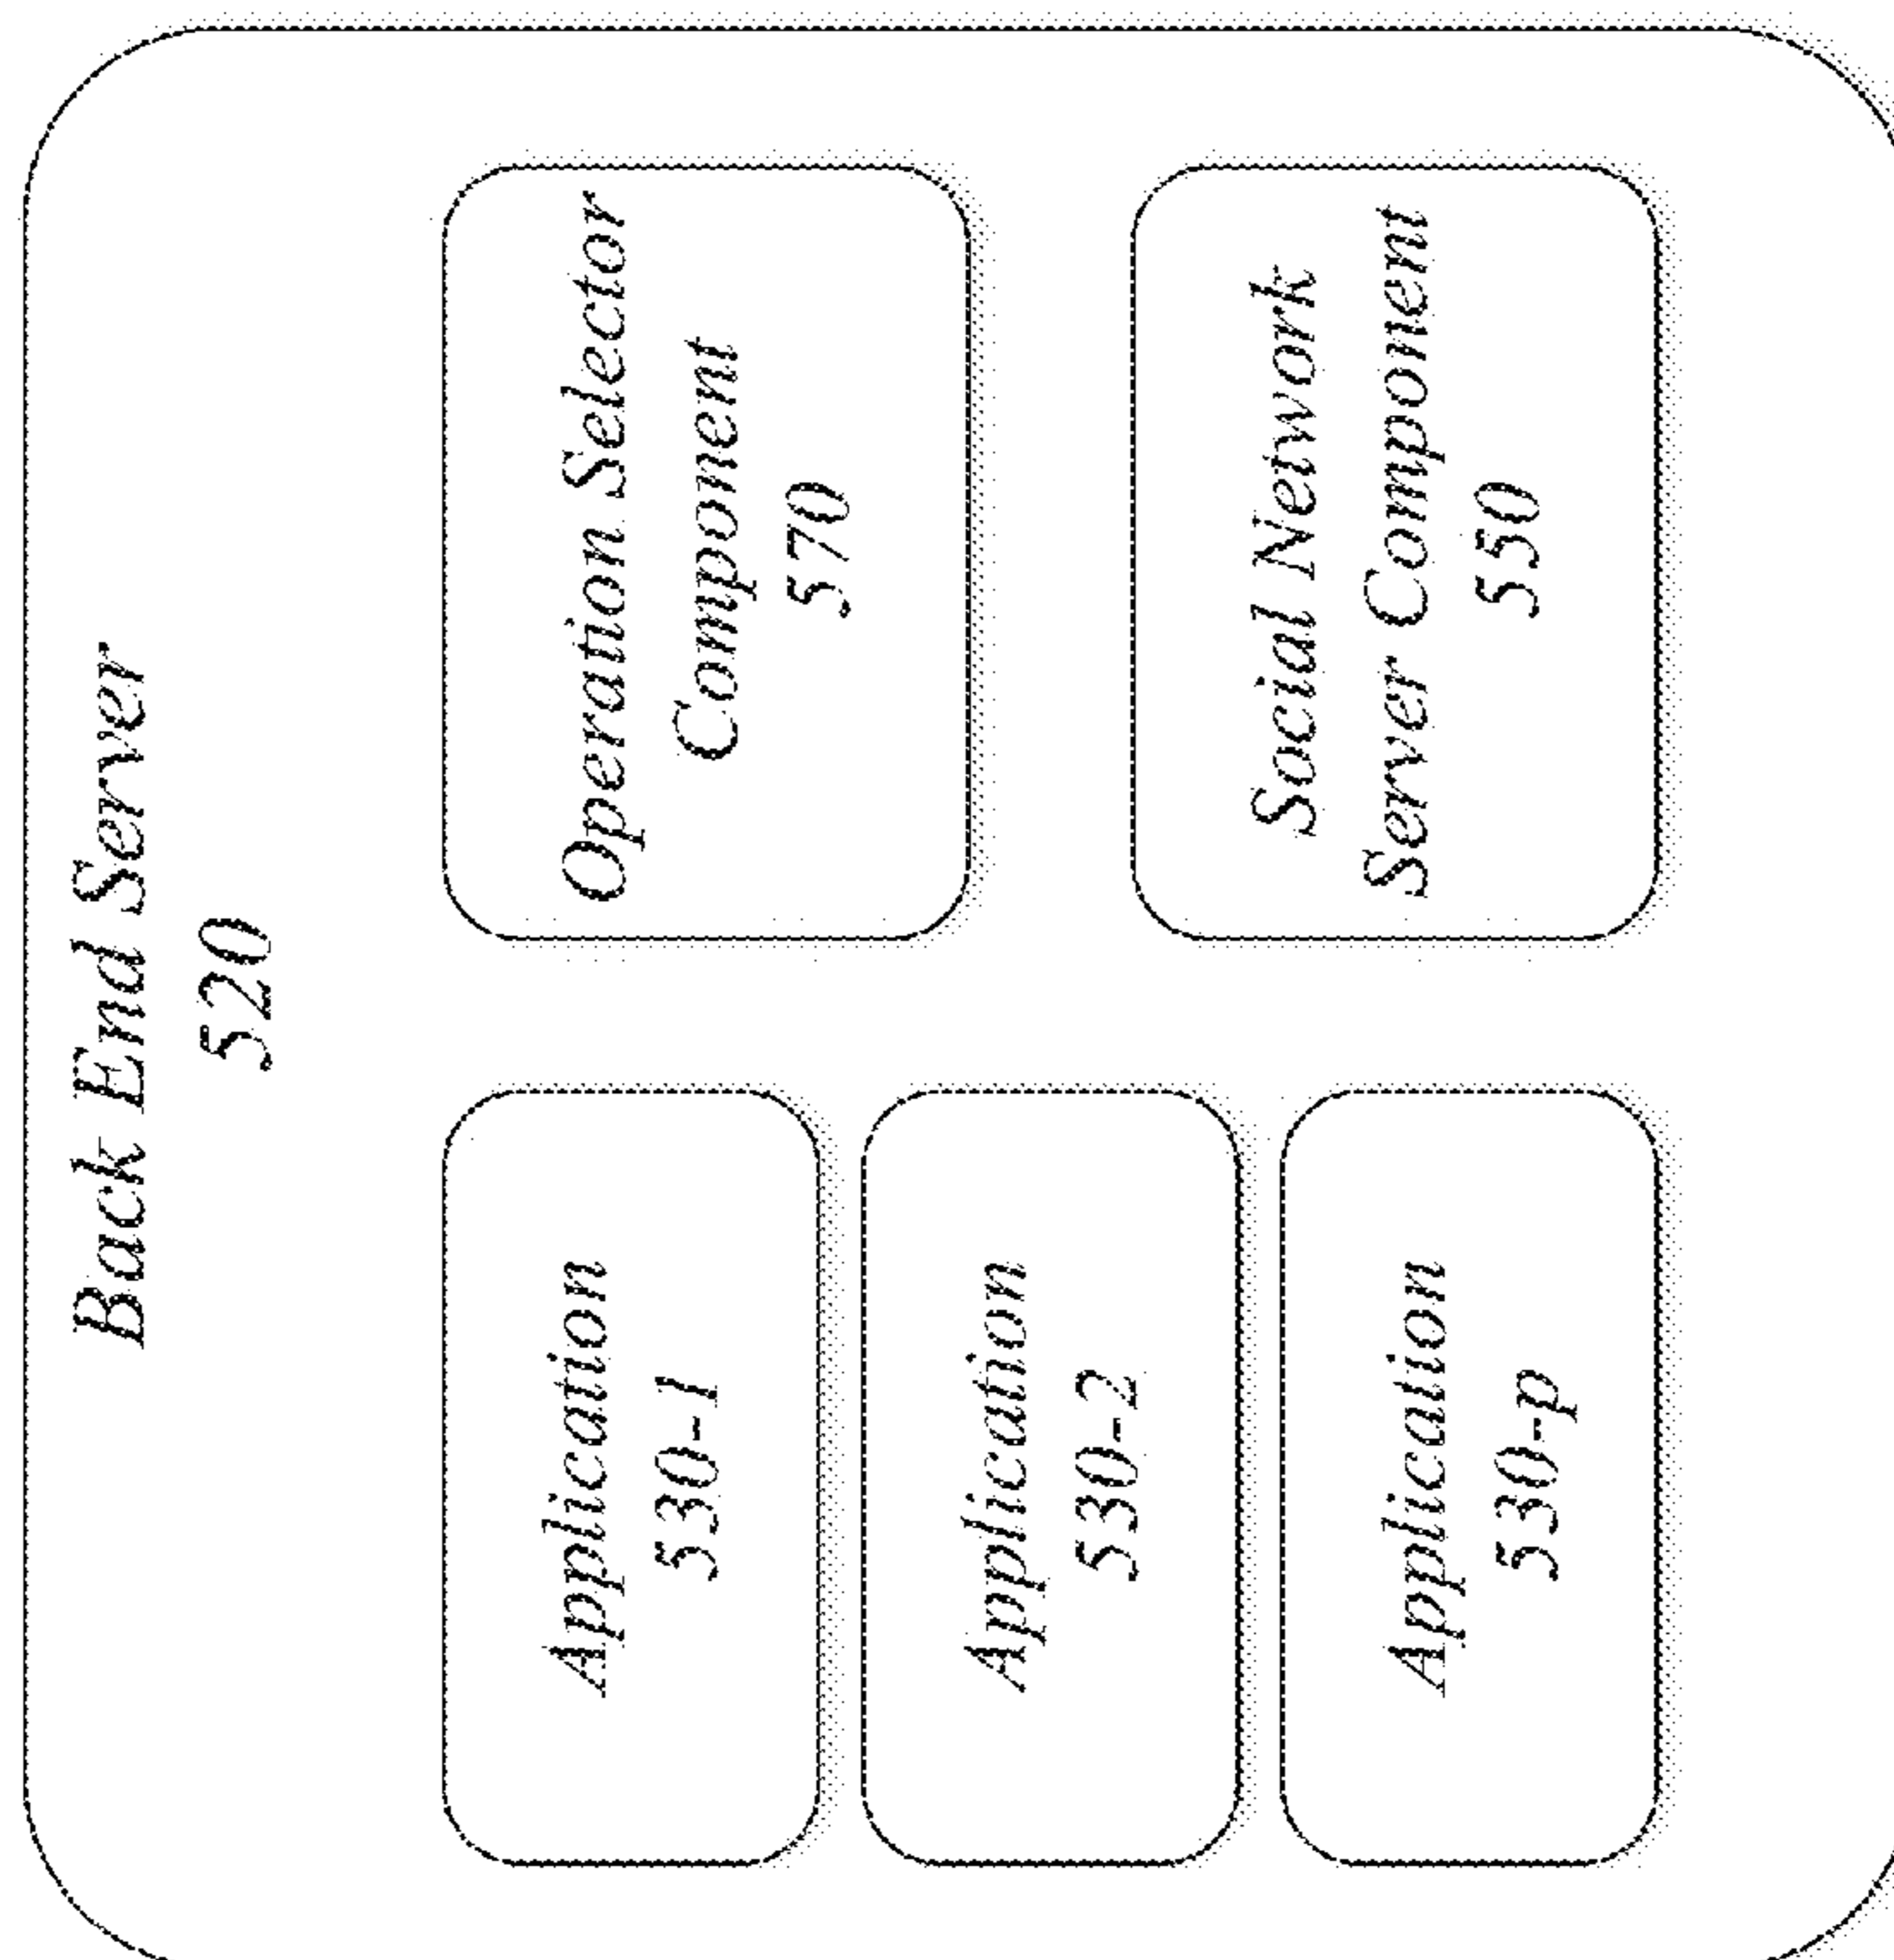 Back End Server
520
Application
530-1
Application
530-2
Application
530-p
Operation Selector
Component
570
Social Network
Server Component
550